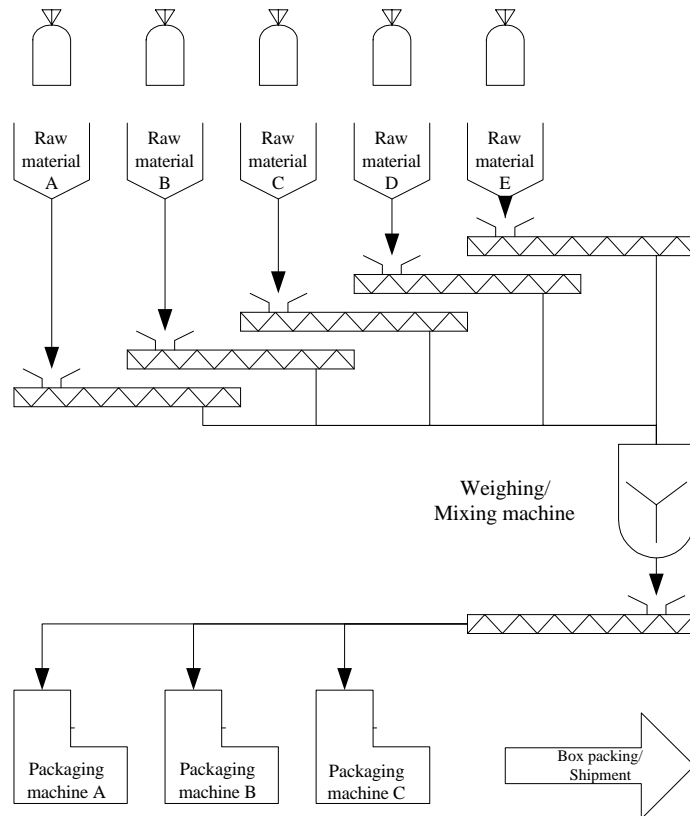 Raw
material
A
Raw
material
B
Raw
material
C
Raw
material
D
Raw
material
E
Weighing/
Mixing machine
Packaging
machine A
Packaging
machine B
Packaging
machine C
Box packing/
Shipment